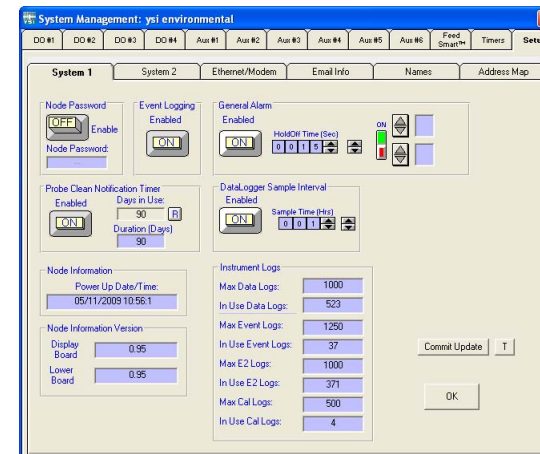 YSI System Management: ysi environmental
DO #1 DO #2 DO #3 DO #4 Aux #1 Aux #2 Aux #3 Aux #4 Aux #5 Aux #6 Feed Smart™ Timers Setu
System 1 System 2 Ethernet/Modem Email Info Names Address Map
Node Password
OFF Enable
Node Password:
Event Logging
Enabled
ON
General Alarm
Enabled
ON
HoldOff Time (Sec)
0 0 1 5
ON
Probe Clean Notification Timer
Enabled
ON
Days in Use:
90 R
Duration (Days)
90
DataLogger Sample Interval
Enabled
ON
Sample Time (Hrs)
0 0 1
Node Information
Power Up Date/Time:
05/11/2009 10:56:1
Node Information Version
Display Board 0.95
Lower Board 0.95
Instrument Logs
Max Data Logs: 1000
In Use Data Logs: 523
Max Event Logs: 1250
In Use Event Logs: 37
Max E2 Logs: 1000
In Use E2 Logs: 371
Max Cal Logs: 500
In Use Cal Logs: 4
Commit Update T
OK